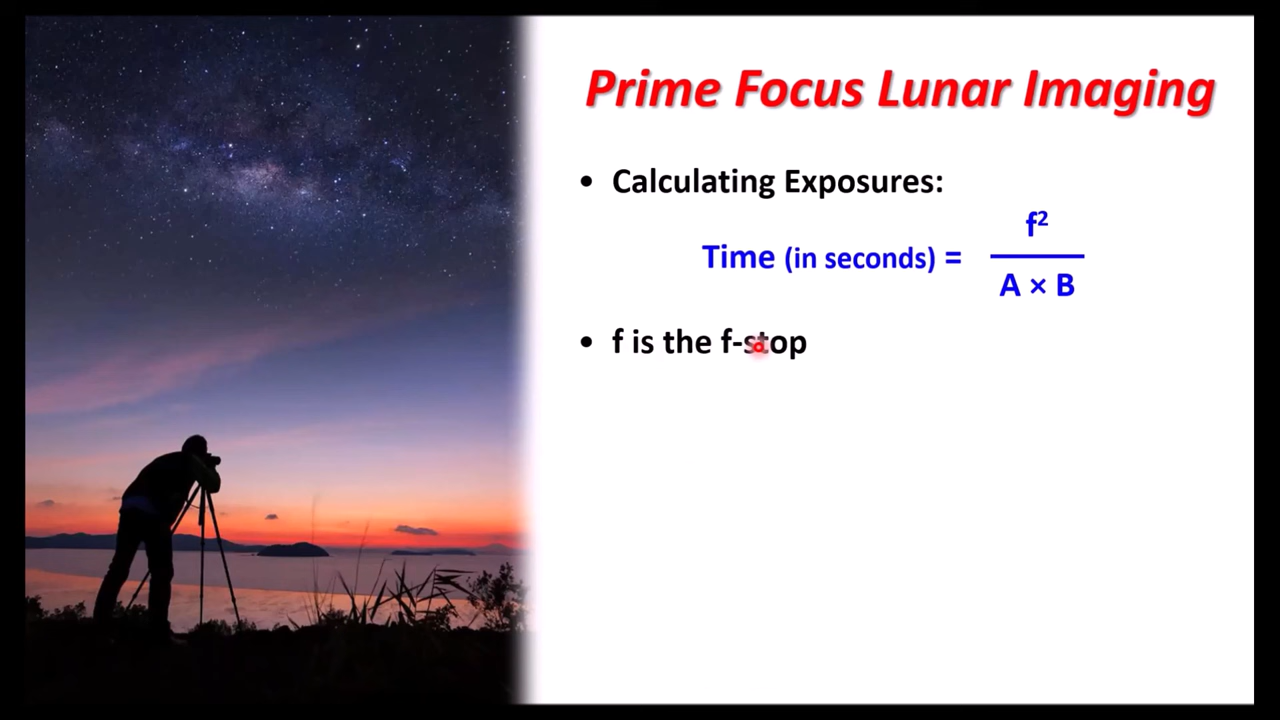 Prime Focus Lunar Imaging
• Calculating Exposures:
f²
Time (in seconds) =
A × B
• f is the f-stop